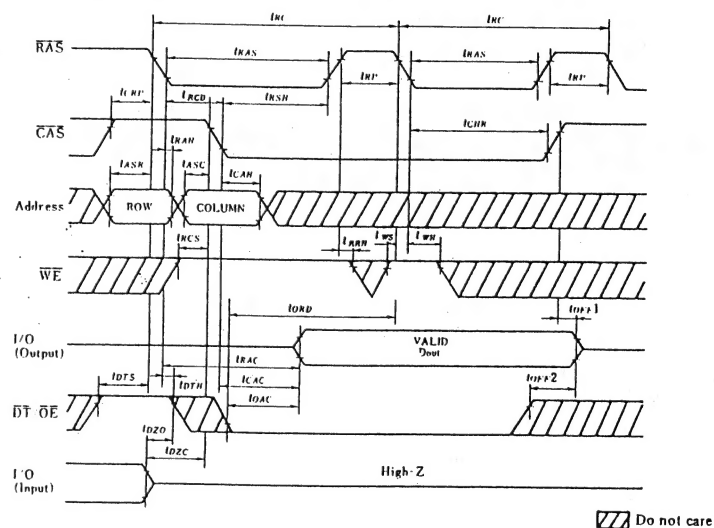 tRC tRC
RAS tRAS tRP tRAS tRP
tCRP tRCD tRSH
CAS tRAH tCHR
tASR tASC tCAH
Address ROW COLUMN
tRCS tRRH tWS tWH
WE
tORD tOFF1
I/O (Output) VALID Dout
tRAC
tCAC
tDTS tDTH tOAC tOFF2
DT OE
tDZO
tDZC
I/O (Input) High-Z
Do not care